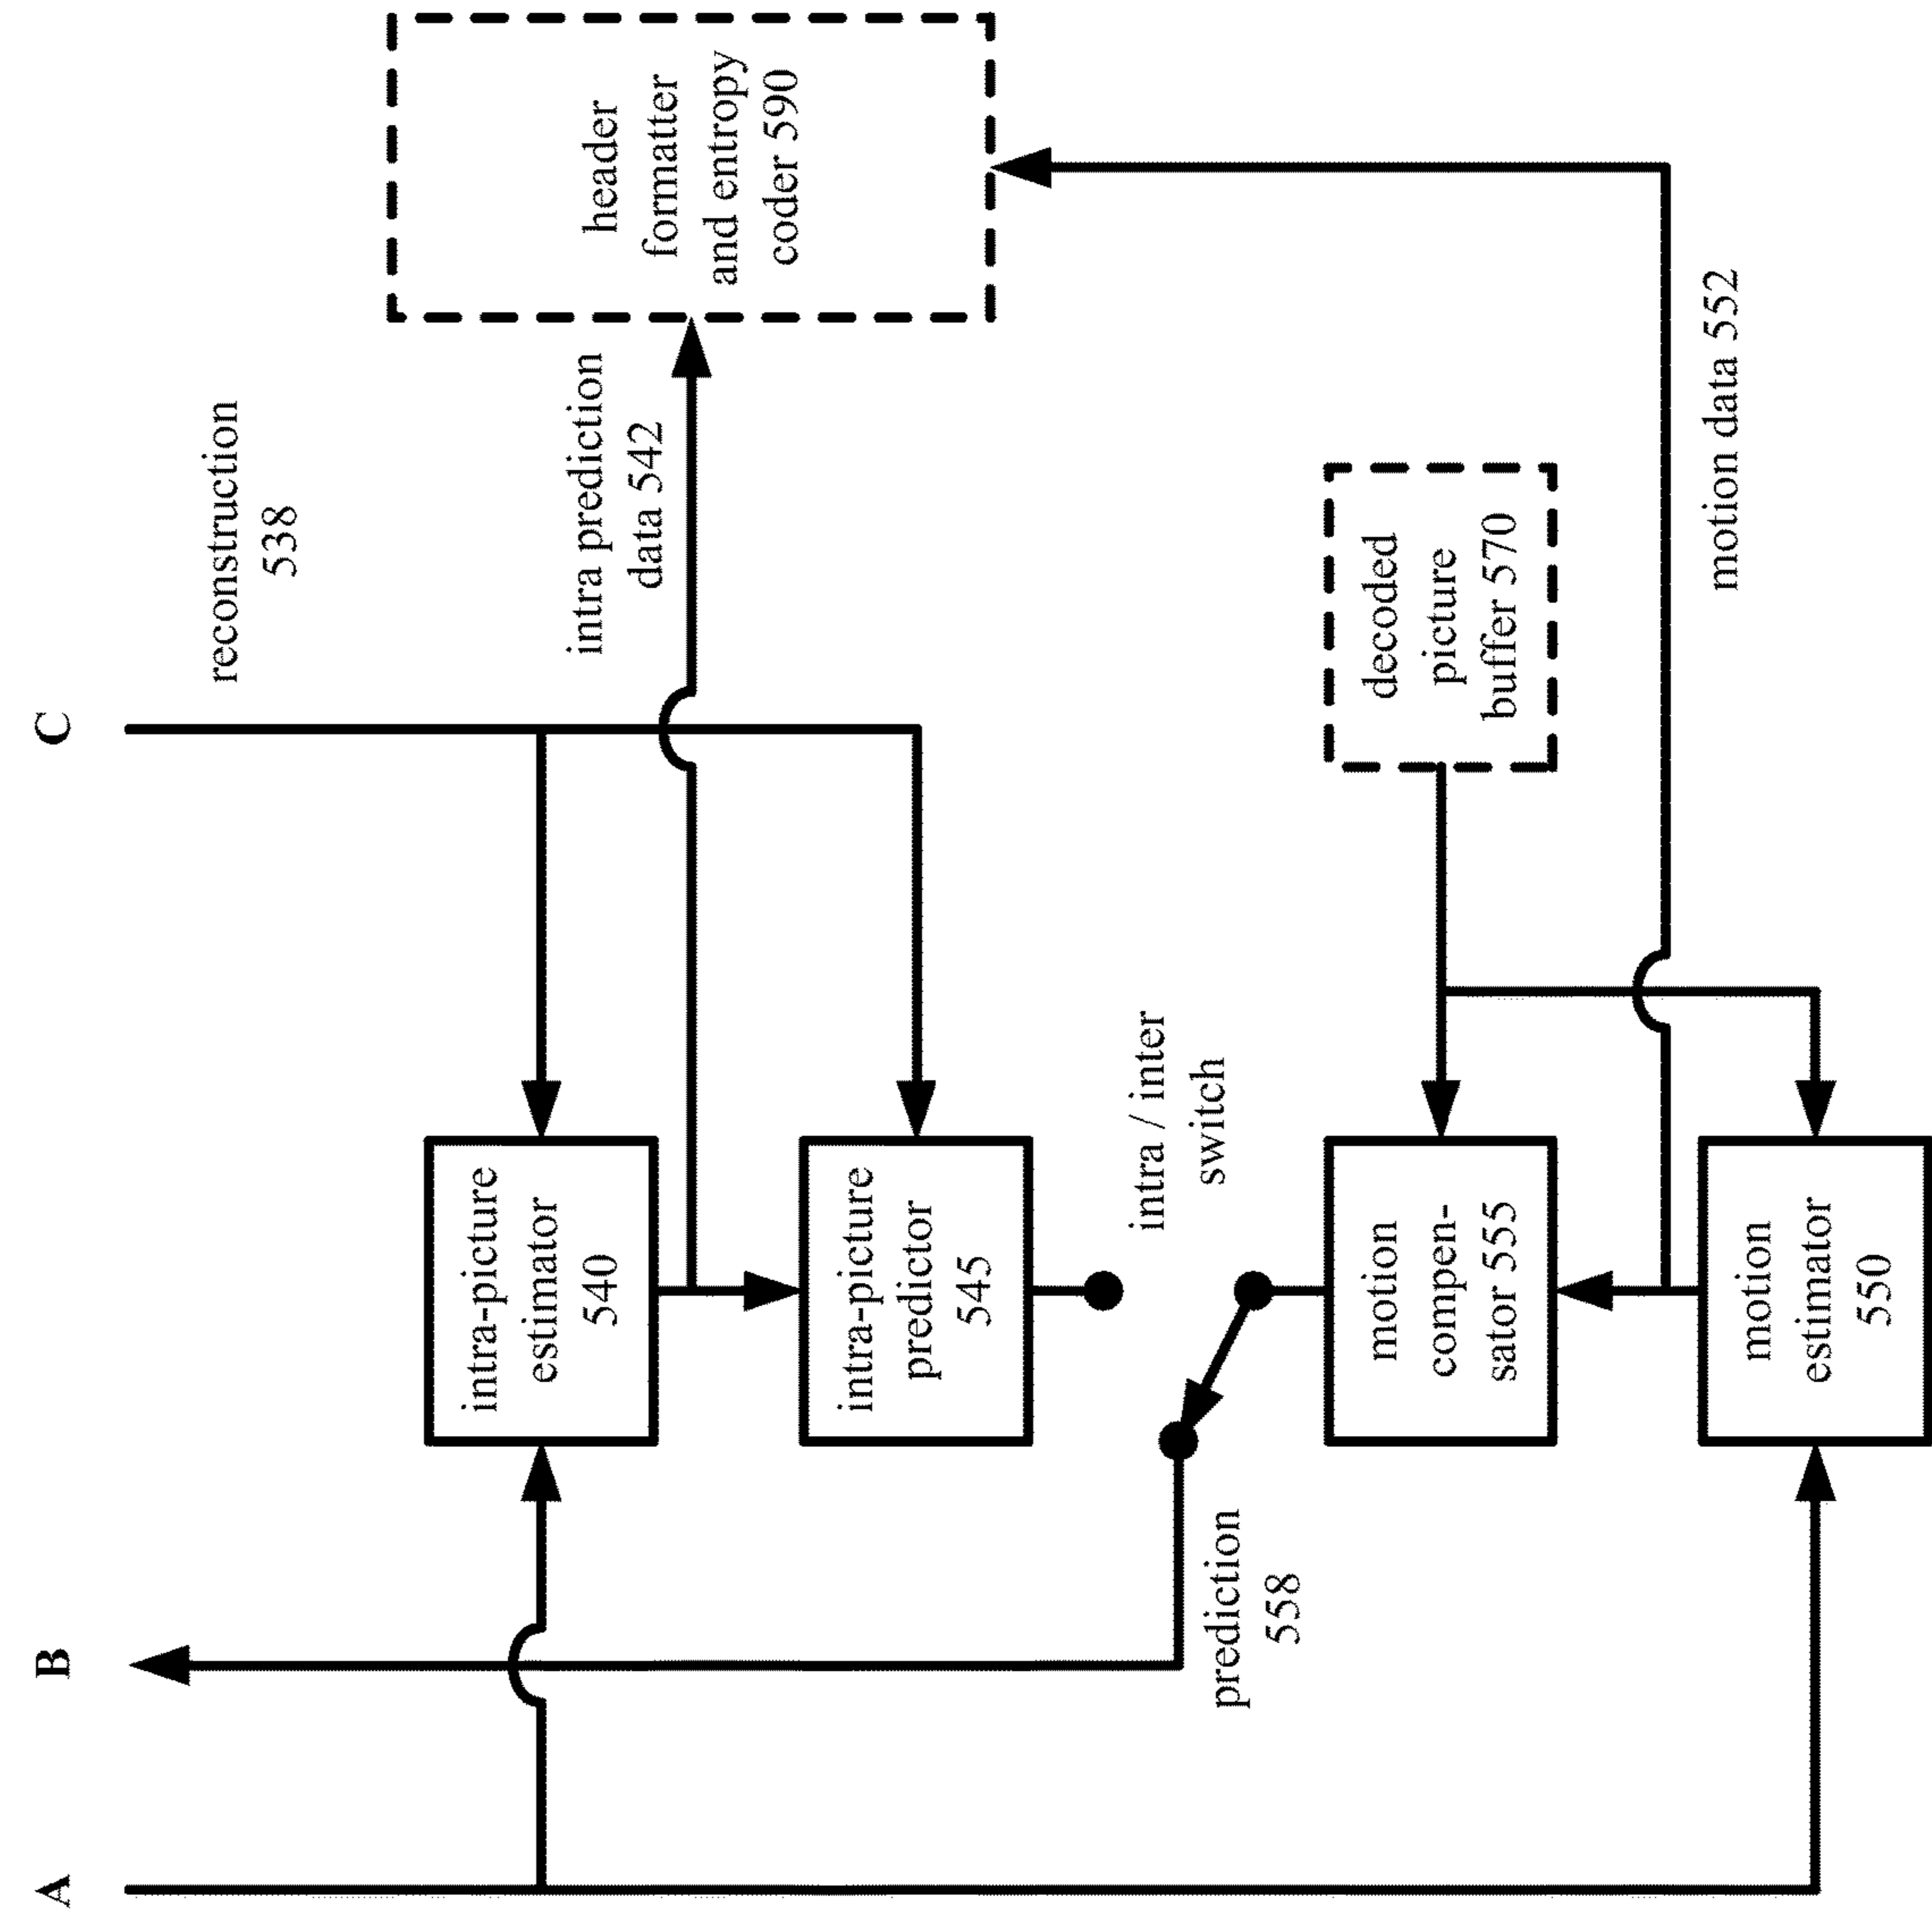 A
B
C
reconstruction
538
intra-picture
estimator
540
intra prediction
data 542
header
formatter
and entropy
coder 590
intra-picture
predictor
545
intra / inter
switch
prediction
558
motion
compen-
sator 555
decoded
picture
buffer 570
motion
estimator
550
motion data 552